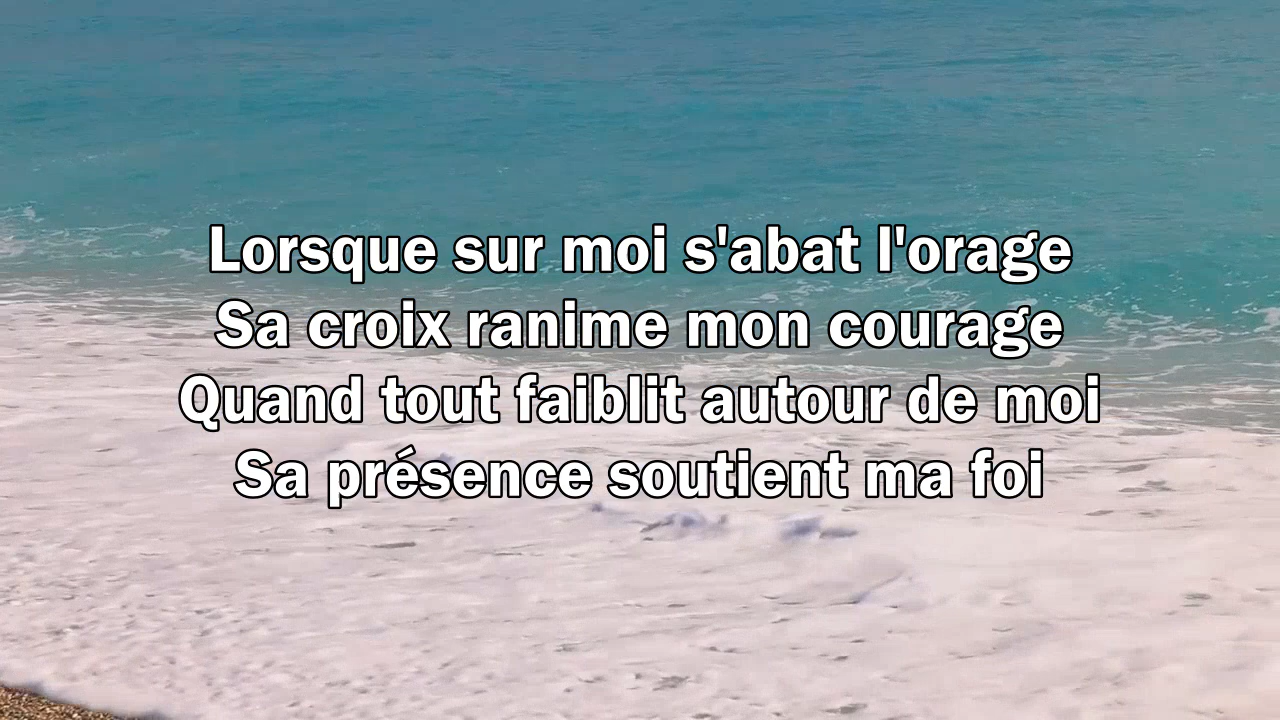 Lorsque sur moi s'abat l'orage
Sa croix ranime mon courage
Quand tout faiblit autour de moi
Sa présence soutient ma foi